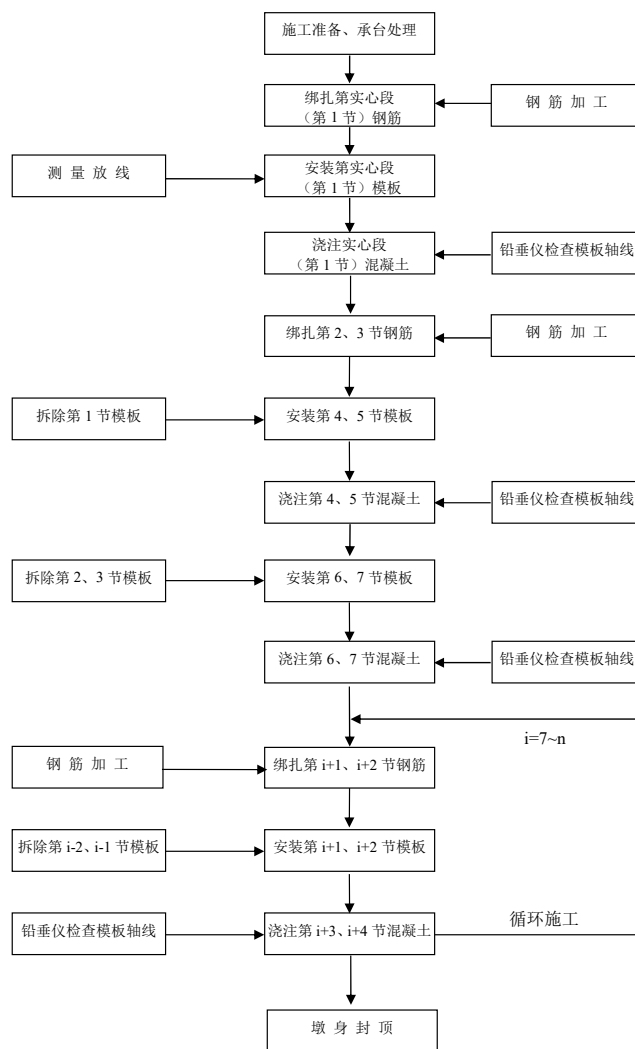 施工准备、承台处理
绑扎第实心段
（第 1 节）钢筋
钢 筋 加 工
测 量 放 线
安装第实心段
（第 1 节）模板
浇注实心段
（第 1 节）混凝土
铅垂仪检查模板轴线
绑扎第 2、3 节钢筋
钢 筋 加 工
拆除第 1 节模板
安装第 4、5 节模板
浇注第 4、5 节混凝土
铅垂仪检查模板轴线
拆除第 2、3 节模板
安装第 6、7 节模板
浇注第 6、7 节混凝土
铅垂仪检查模板轴线
i=7~n
钢 筋 加 工
绑扎第 i+1、i+2 节钢筋
拆除第 i-2、i-1 节模板
安装第 i+1、i+2 节模板
铅垂仪检查模板轴线
浇注第 i+3、i+4 节混凝土
循环施工
墩 身 封 顶